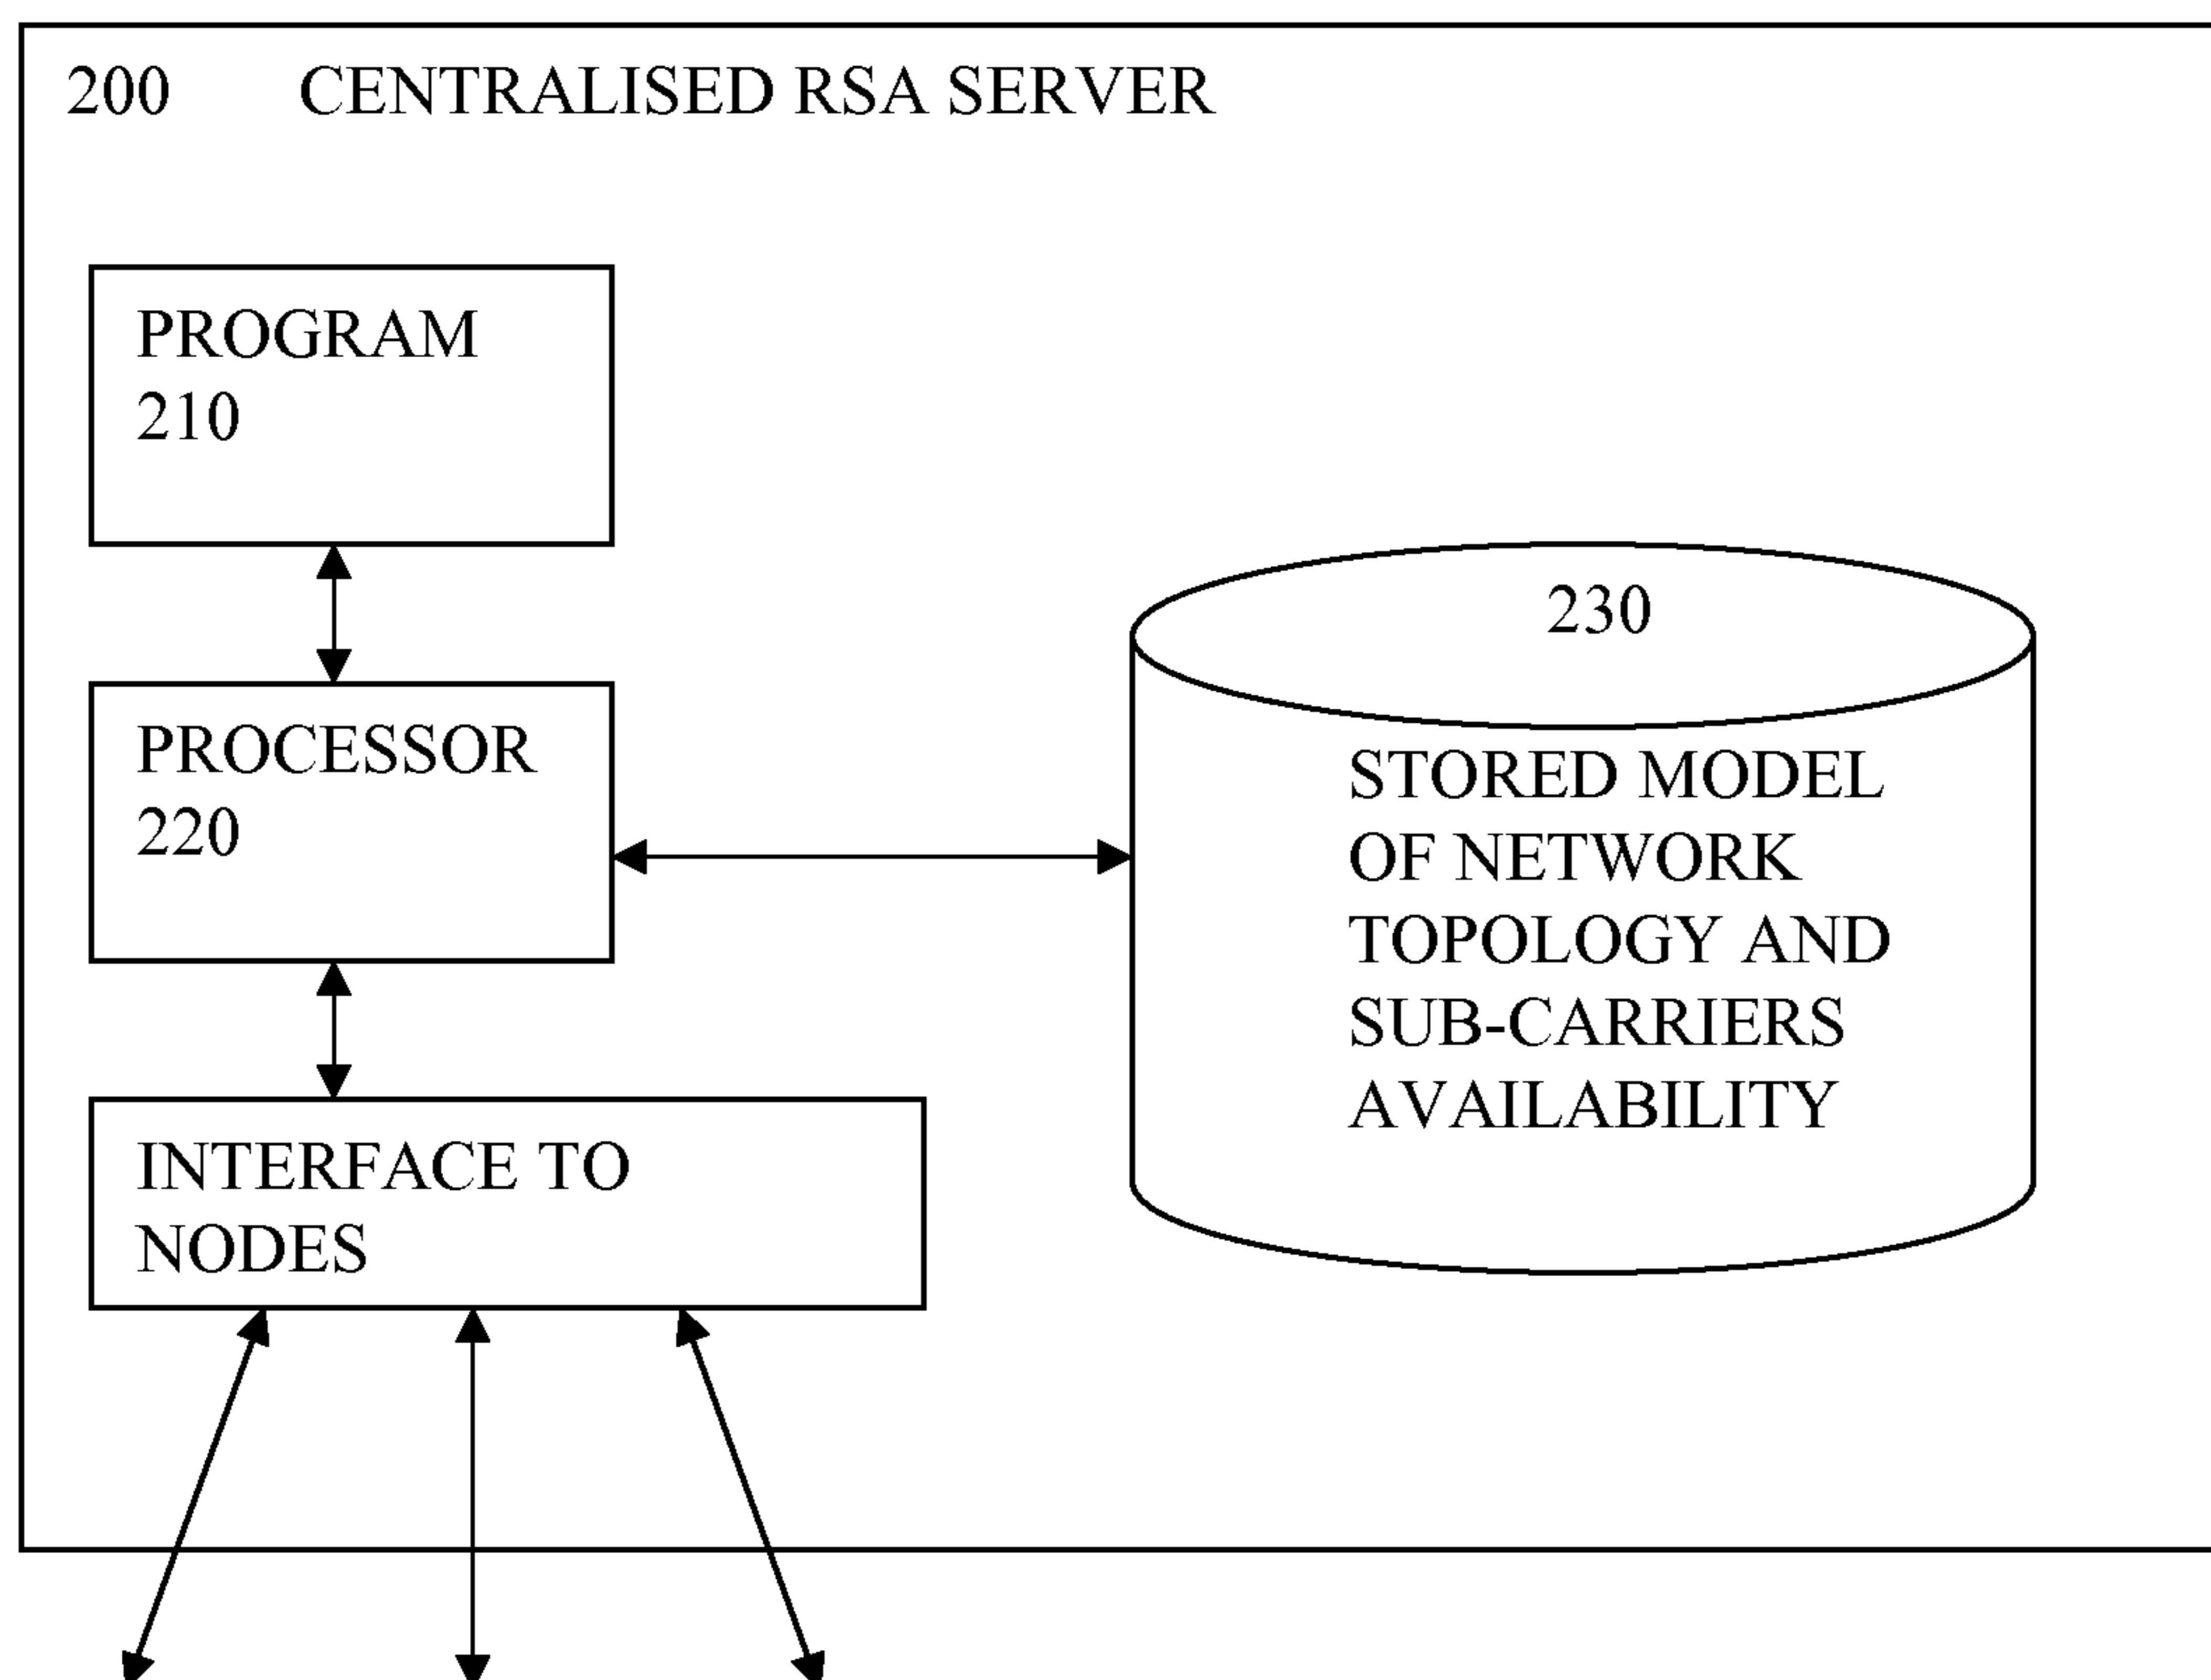 200 CENTRALISED RSA SERVER
PROGRAM
210
PROCESSOR
220
INTERFACE TO
NODES
230
STORED MODEL
OF NETWORK
TOPOLOGY AND
SUB-CARRIERS
AVAILABILITY